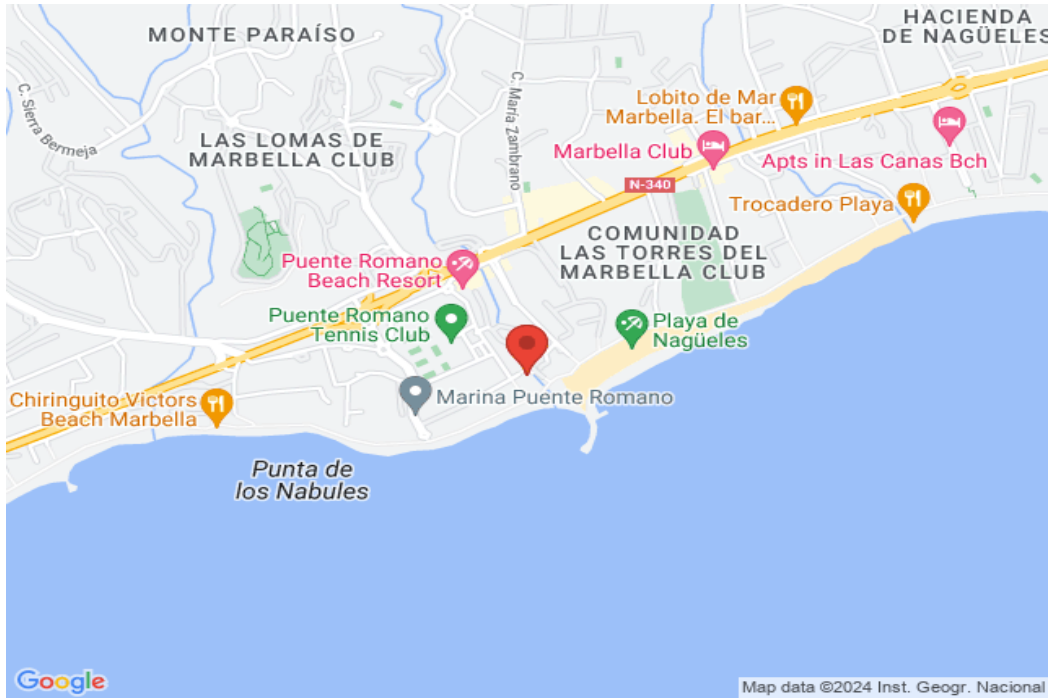 MONTE PARAÍSO
HACIENDA
DE NAGÜELES
C. Sierra Bermeja
C. María Zambrano
Lobito de Mar
Marbella. El bar...
LAS LOMAS DE
MARBELLA CLUB
Marbella Club
Apts in Las Canas Bch
N-340
Trocadero Playa
COMUNIDAD
LAS TORRES DEL
MARBELLA CLUB
Puente Romano
Beach Resort
Puente Romano
Tennis Club
Playa de
Nagüeles
Marina Puente Romano
Chiringuito Victors
Beach Marbella
Punta de
los Nabules
Google
Map data ©2024 Inst. Geogr. Nacional